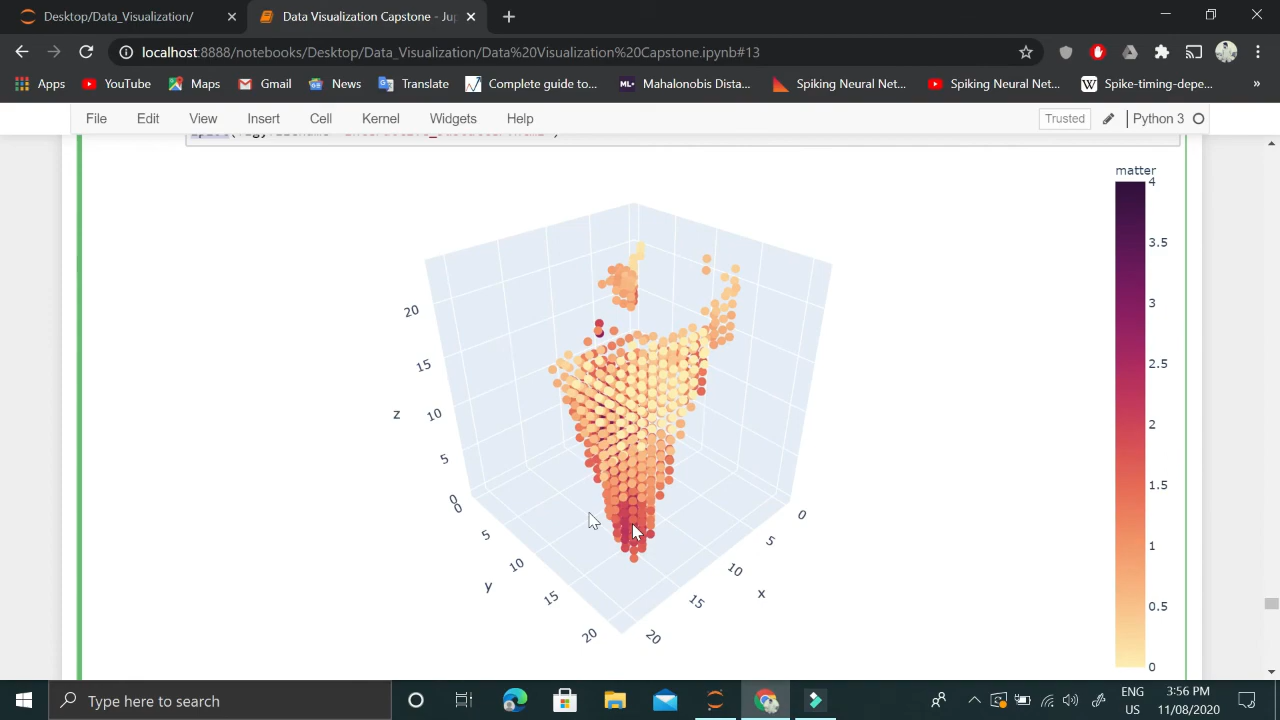 Desktop/Data_Visualization/
Data Visualization Capstone - Jup
localhost:8888/notebooks/Desktop/Data_Visualization/Data%20Visualization%20Capstone.ipynb#13
Apps YouTube Maps Gmail News Translate Complete guide to... ML+ Mahalonobis Dista... Spiking Neural Net... Spiking Neural Net... W Spike-timing-depe... »
File Edit View Insert Cell Kernel Widgets Help Trusted Python 3
matter
4
3.5
3
2.5
2
1.5
1
0.5
0
20
15
10
5
0
z
0
5
10
15
20
y
0
5
10
15
20
x
Type here to search
ENG
US
3:56 PM
11/08/2020